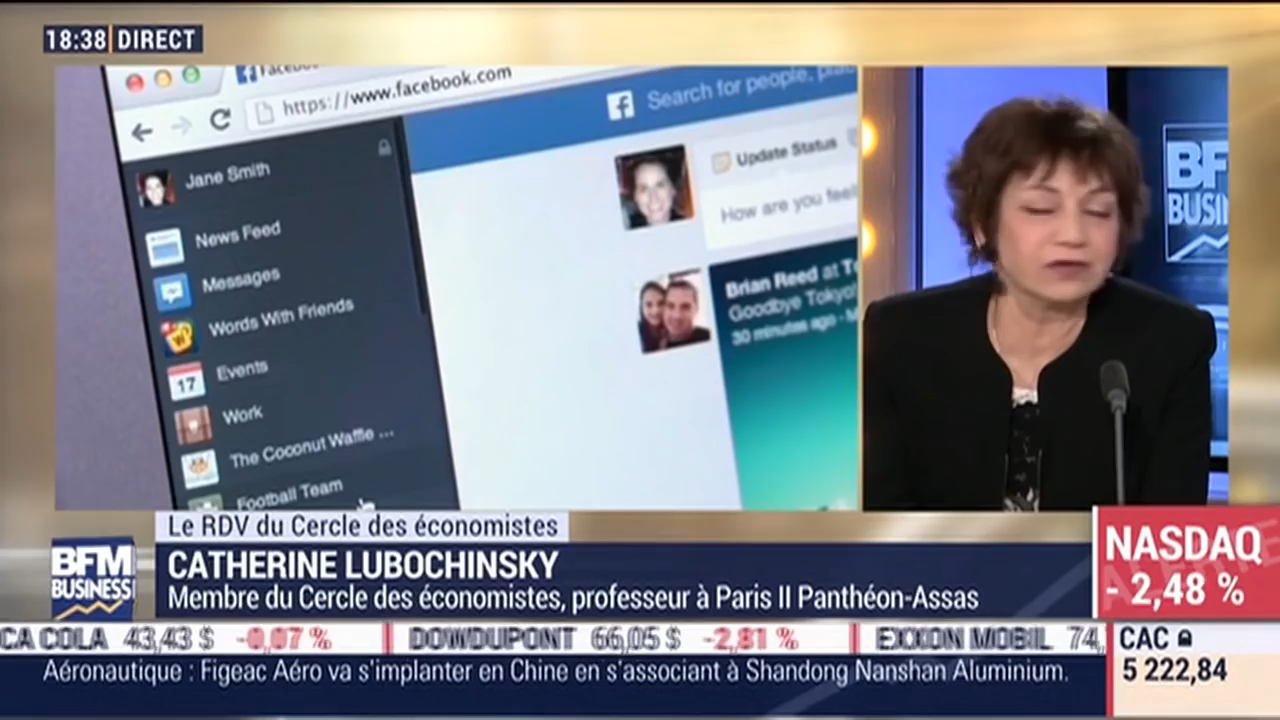 18:38 DIRECT
https://www.facebook.com
Search for people,
Jane Smith
News Feed
Messages
Words With Friends
Events
17
Work
The Coconut Waffle ...
Football Team
Update Status
How are you
Brian Reed at
Goodbye Tokyo!
30 minutes ago
Le RDV du Cercle des économistes
BFM
BUSINESS
CATHERINE LUBOCHINSKY
Membre du Cercle des économistes, professeur à Paris II Panthéon-Assas
NASDAQ
- 2,48 %
CA COLA 43,43 $ -0,07 % DOWDUPONT 66,05 $ -2,81 % EXXON MOBIL 74,
CAC
5 222,84
Aéronautique : Figeac Aéro va s'implanter en Chine en s'associant à Shandong Nanshan Aluminium.